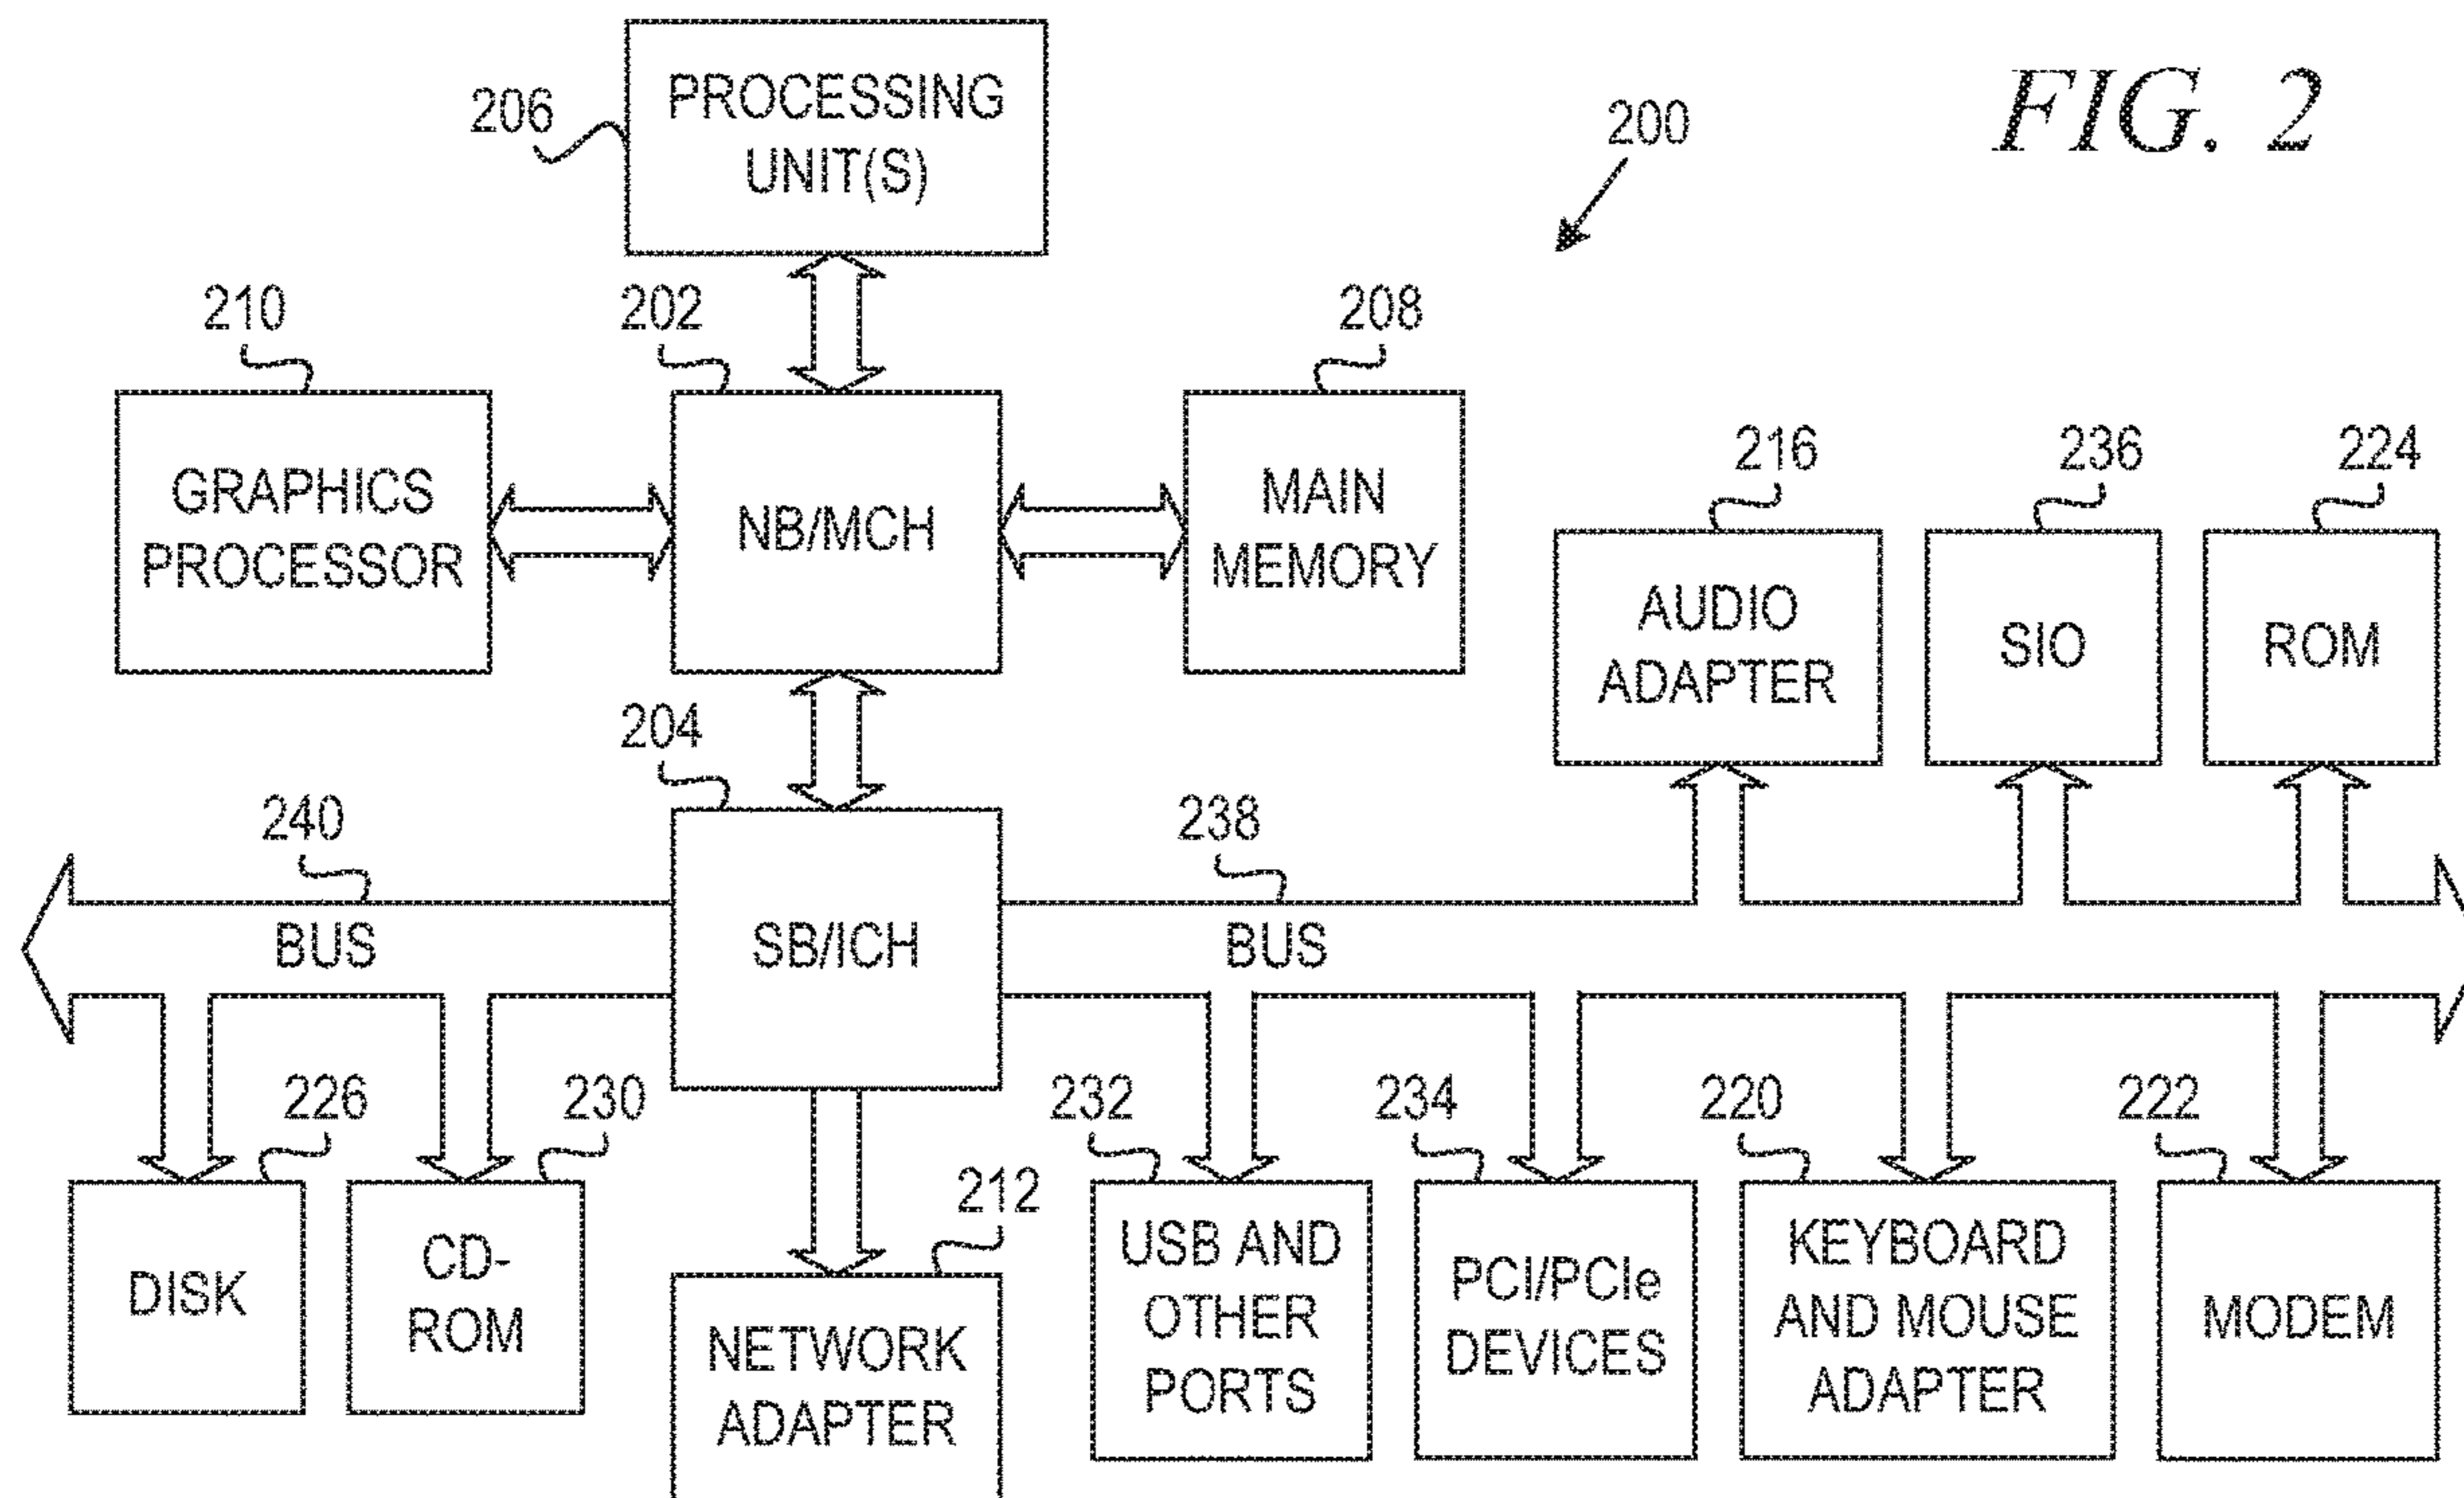 FIG. 2
200
206
PROCESSING
UNIT(S)
210
202
208
GRAPHICS
PROCESSOR
NB/MCH
MAIN
MEMORY
216
236
224
AUDIO
ADAPTER
SIO
ROM
204
240
238
BUS
SB/ICH
BUS
226
230
212
232
234
220
222
DISK
CD-
ROM
NETWORK
ADAPTER
USB AND
OTHER
PORTS
PCI/PCIe
DEVICES
KEYBOARD
AND MOUSE
ADAPTER
MODEM